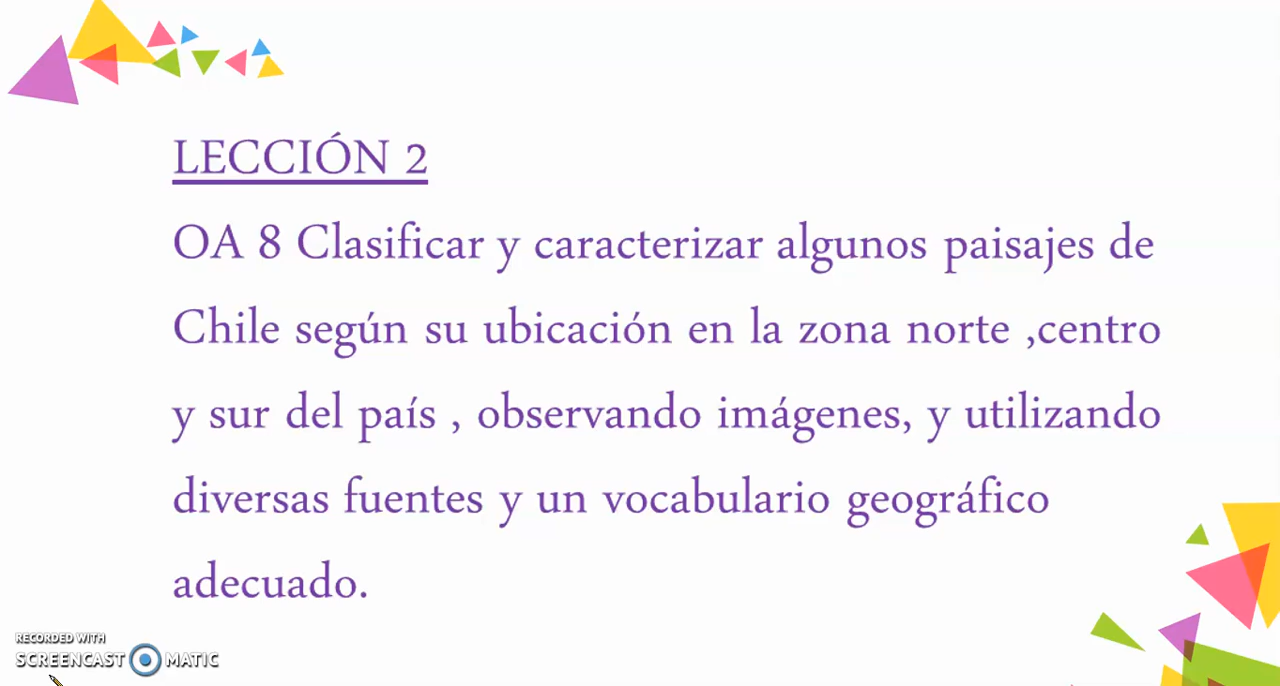 LECCIÓN 2
OA 8 Clasificar y caracterizar algunos paisajes de
Chile según su ubicación en la zona norte ,centro
y sur del país , observando imágenes, y utilizando
diversas fuentes y un vocabulario geográfico
adecuado.
RECORDED WITH
SCREENCAST MATIC